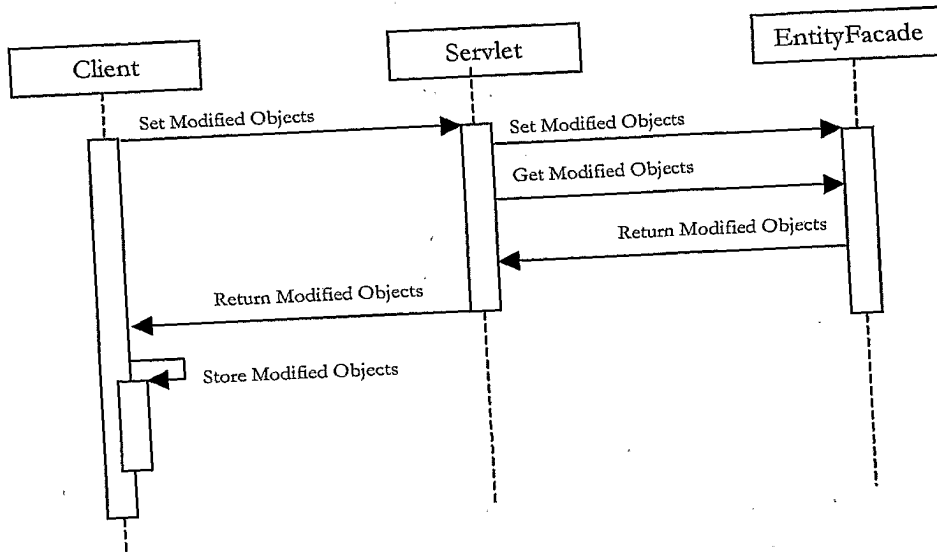 Client
Servlet
EntityFacade
Set Modified Objects
Set Modified Objects
Get Modified Objects
Return Modified Objects
Return Modified Objects
Store Modified Objects